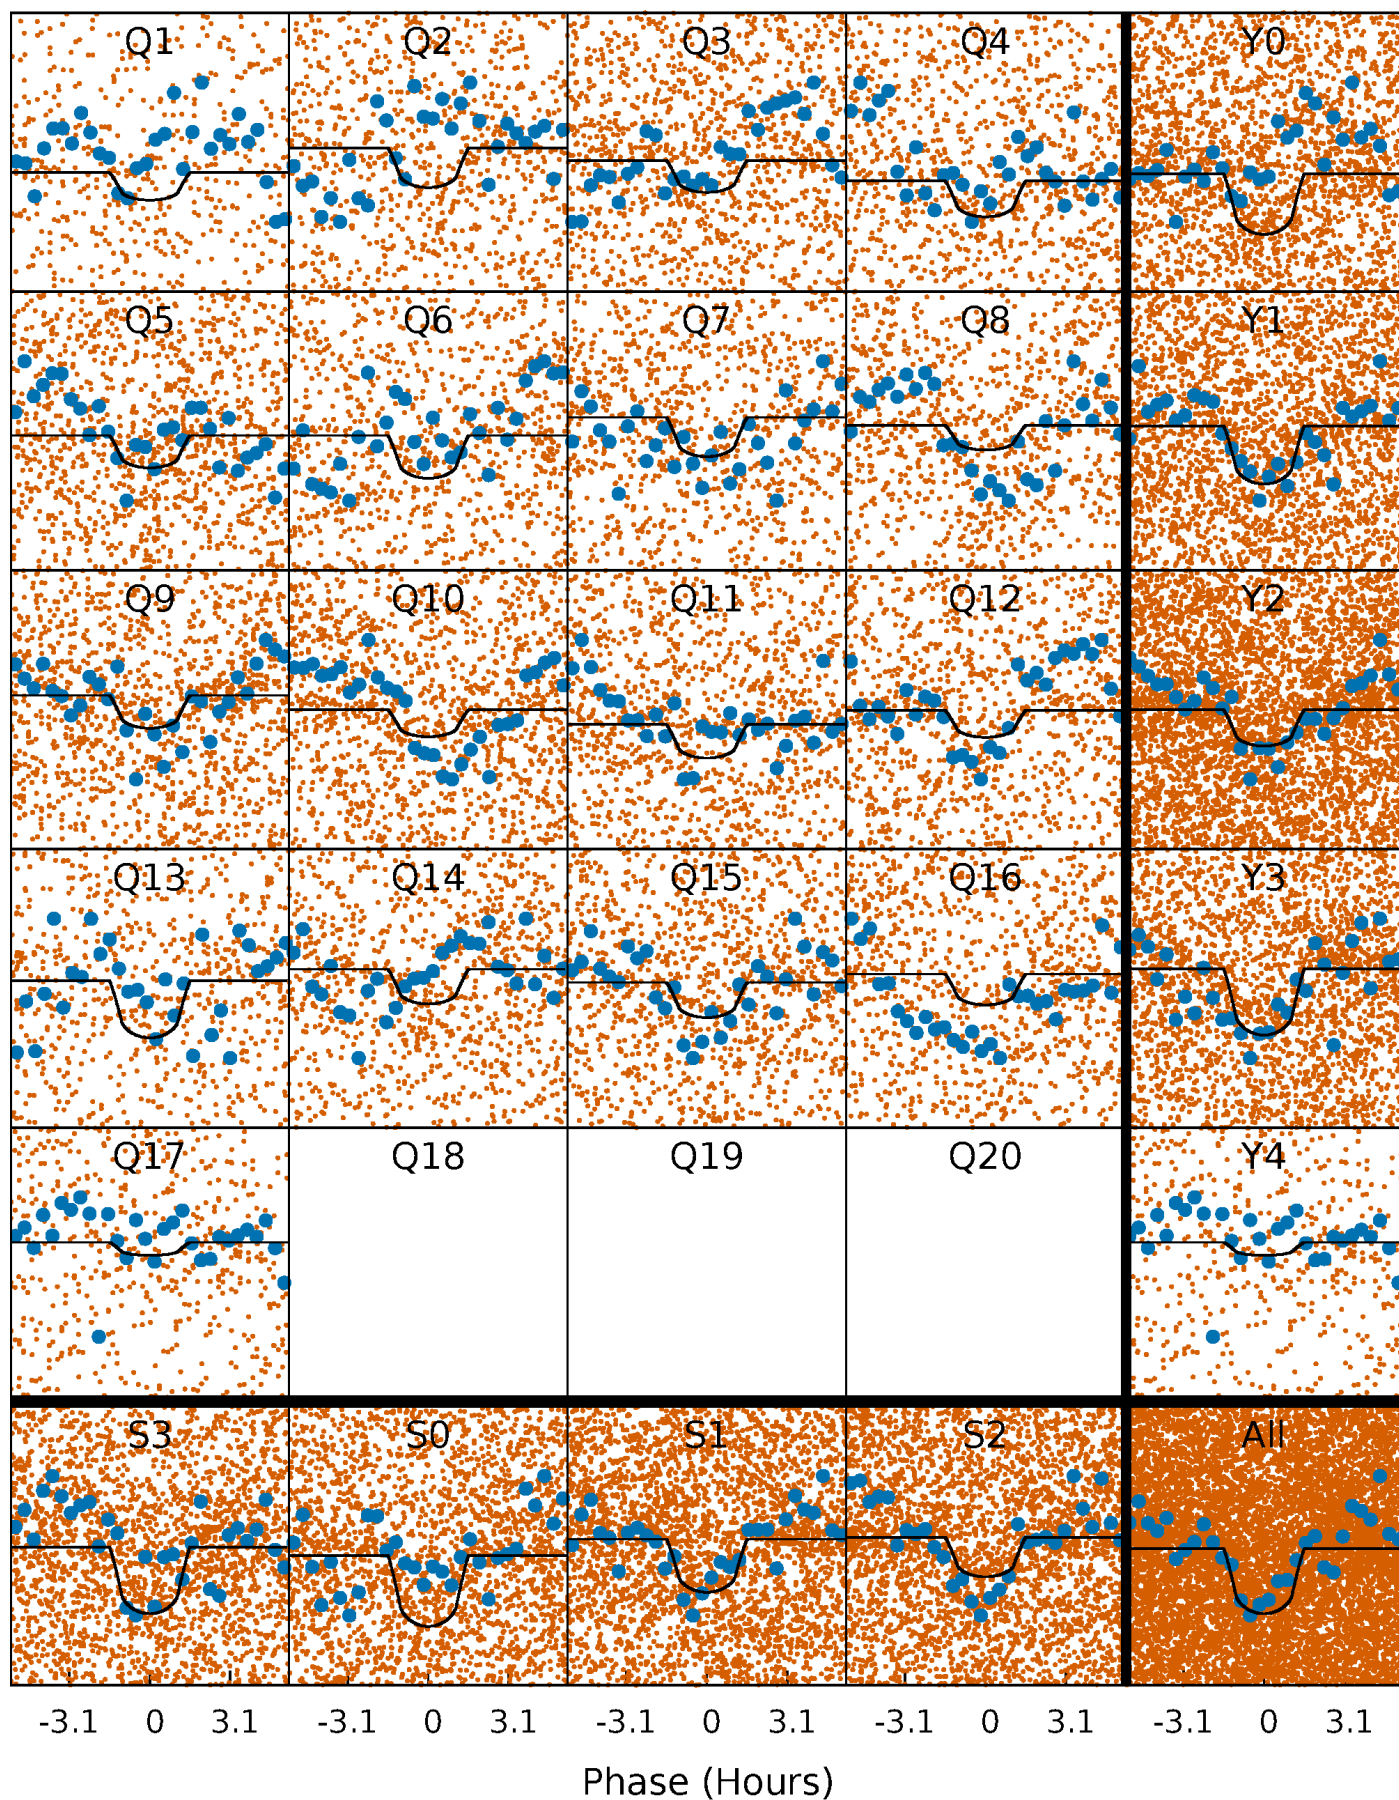 Q1 Q2 Q3 Q4 Y0
Q5 Q6 Q7 Q8 Y1
Q9 Q10 Q11 Q12 Y2
Q13 Q14 Q15 Q16 Y3
Q17 Q18 Q19 Q20 Y4
S3 S0 S1 S2 All
-3.1 0 3.1 -3.1 0 3.1 -3.1 0 3.1 -3.1 0 3.1 -3.1 0 3.1
Phase (Hours)